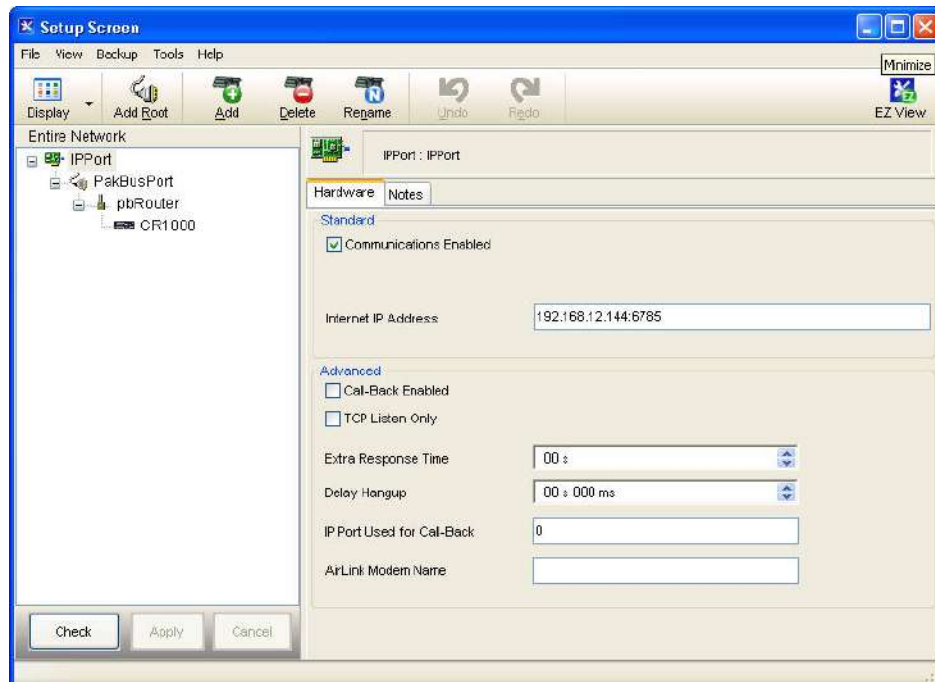 Setup Screen
File View Backup Tools Help
Minimize
Display Add Root Add Delete Rename Undo Redo EZ View
Entire Network
IPPort
PakBusPort
pbRouter
CR1000
IPPort : IPPort
Hardware Notes
Standard
Communications Enabled
Internet IP Address 192.168.12.144:6785
Advanced
Call-Back Enabled
TCP Listen Only
Extra Response Time 00 s
Delay Hangup 00 s 000 ms
IP Port Used for Call-Back 0
AirLink Modem Name
Check Apply Cancel